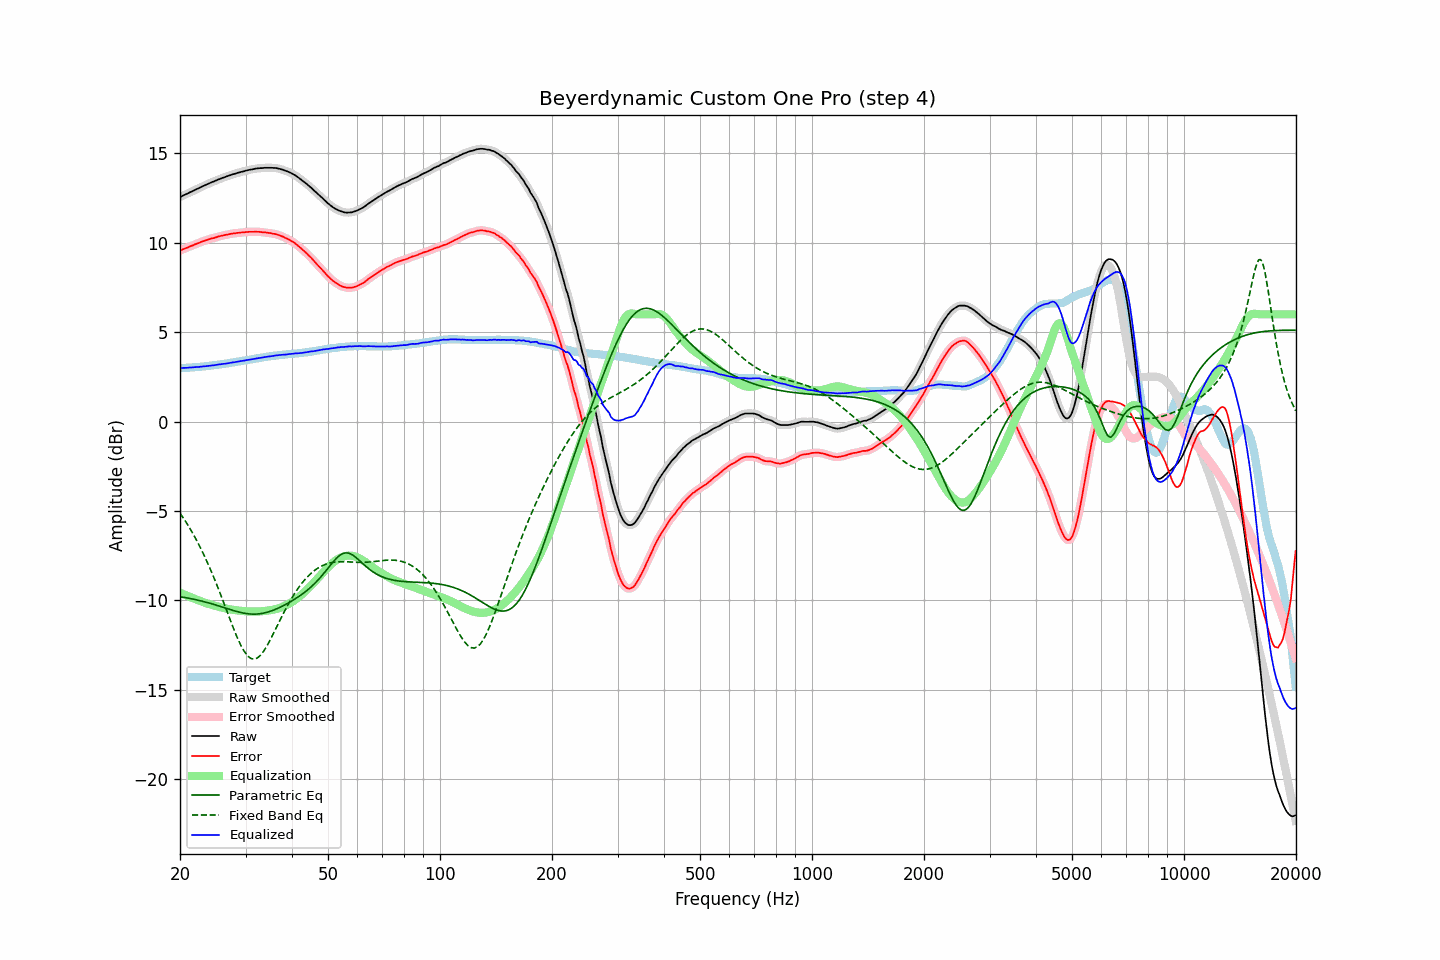 Beyerdynamic Custom One Pro (step 4)
15
10
5
0
−5
−10
−15
−20
Amplitude (dBr)
Target
Raw Smoothed
Error Smoothed
Raw
Error
Equalization
Parametric Eq
Fixed Band Eq
Equalized
20 50 100 200 500 1000 2000 5000 10000 20000
Frequency (Hz)